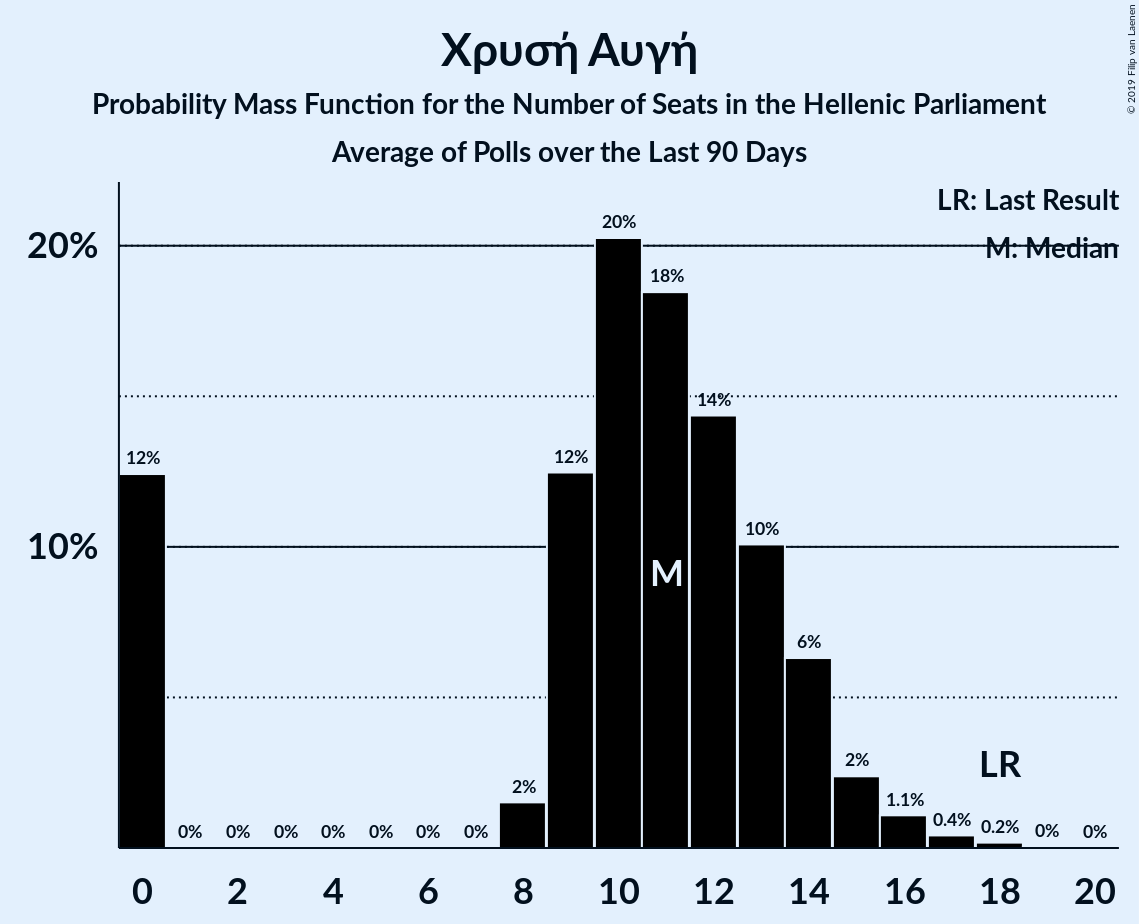 Χρυσή Αυγή
Probability Mass Function for the Number of Seats in the Hellenic Parliament
Average of Polls over the Last 90 Days
© 2019 Filip van Laenen
LR: Last Result
M: Median
20%
10%
12%
0%
0%
0%
0%
0%
0%
0%
2%
12%
20%
18%
14%
10%
6%
2%
1.1%
0.4%
0.2%
0%
0%
M
LR
0 2 4 6 8 10 12 14 16 18 20